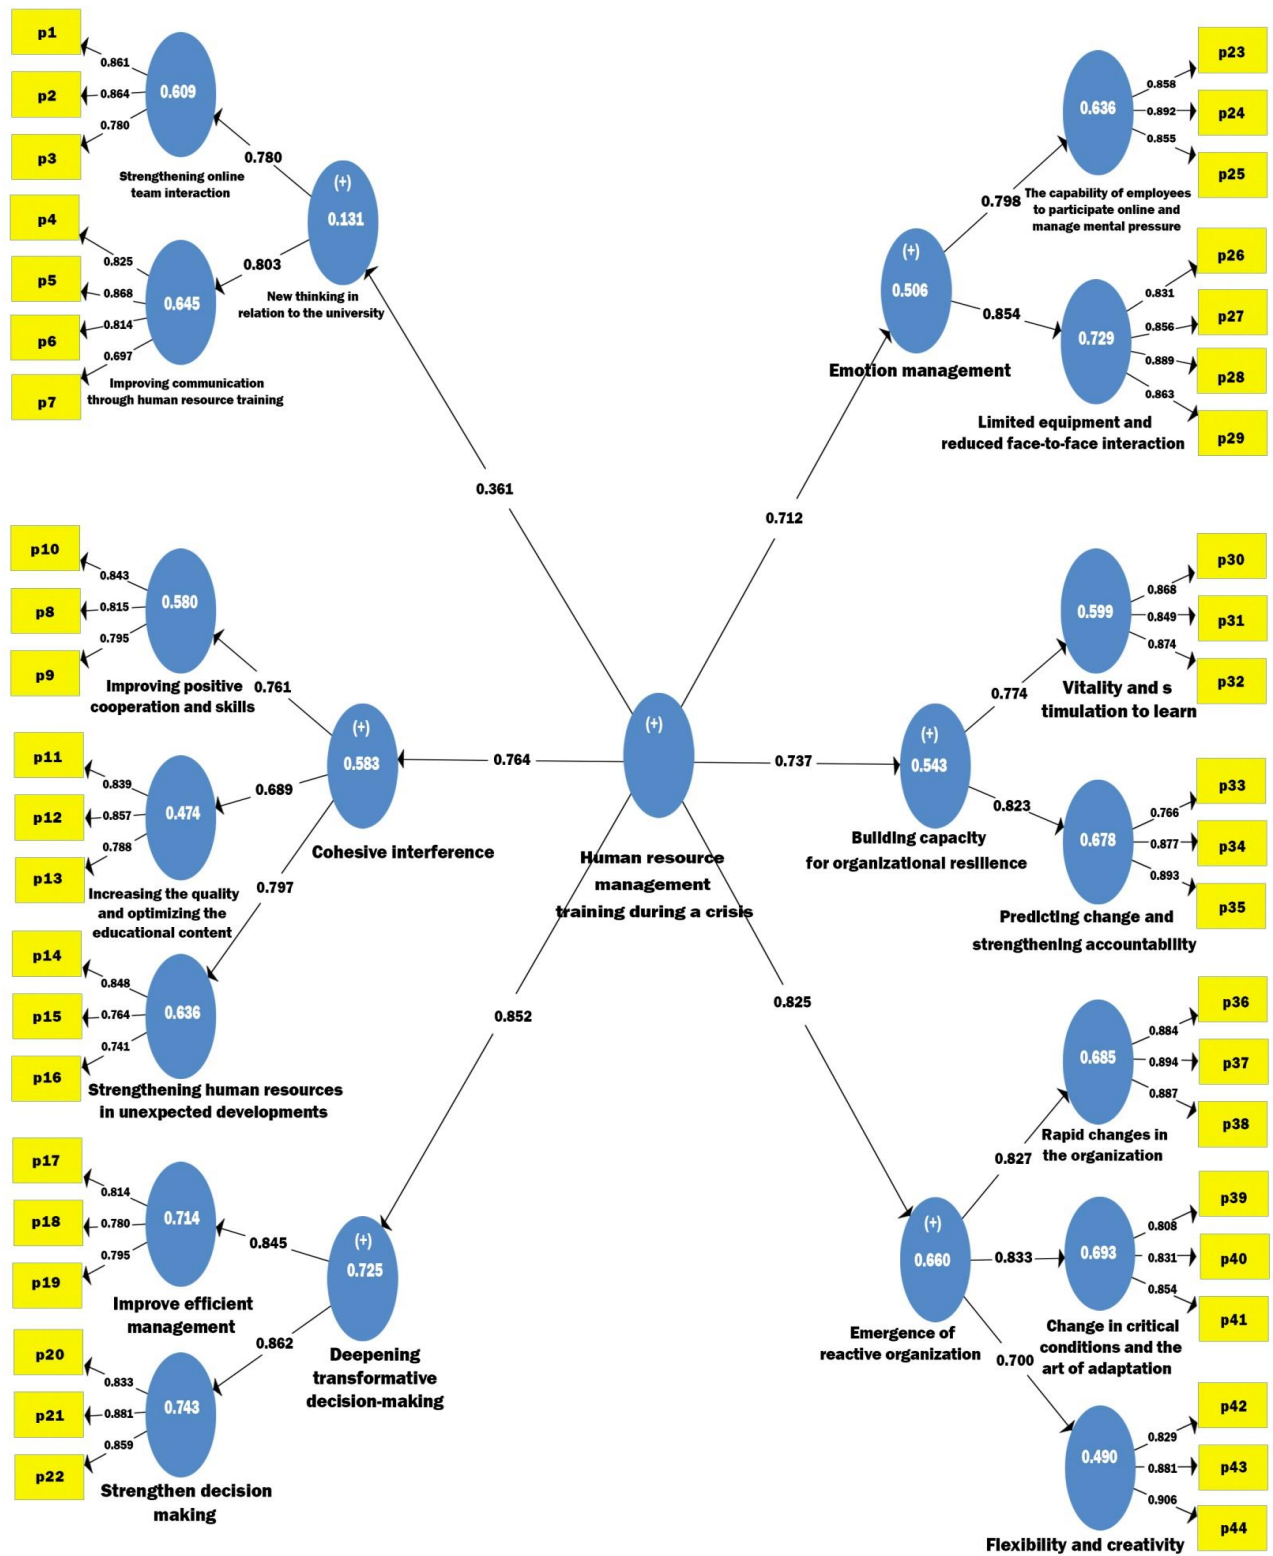 p1
0.861
p2
0.864
0.609
0.780
p3
Strengthening online
team interaction
0.780
(+)
0.131
New thinking in
relation to the university
0.803
p4
0.825
p5
0.868
0.645
p6
0.814
0.697
p7
Improving communication
through human resource training
0.361
p10
0.843
p8
0.815
0.580
0.795
p9
Improving positive
cooperation and skills
0.761
p11
0.839
p12
0.857
0.474
0.788
p13
Increasing the quality
and optimizing the
educational content
0.689
(+)
0.583
Cohesive interference
0.764
0.797
p14
0.848
p15
0.764
0.636
0.741
p16
Strengthening human resources
in unexpected developments
p17
0.814
p18
0.780
0.714
0.795
p19
Improve efficient
management
0.845
(+)
0.725
Deepening
transformative
decision-making
0.862
p20
0.833
p21
0.881
0.743
0.859
p22
Strengthen decision
making
0.852
(+)
Human resource
management
training during a crisis
0.712
(+)
0.506
Emotion management
0.798
0.636
0.858
p23
0.892
p24
0.855
p25
The capability of employees
to participate online and
manage mental pressure
0.854
0.729
0.831
p26
0.856
p27
0.889
p28
0.863
p29
Limited equipment and
reduced face-to-face interaction
0.737
(+)
0.543
Building capacity
for organizational resilience
0.774
0.599
0.868
p30
0.849
p31
0.874
p32
Vitality and s
timulation to learn
0.823
0.678
0.766
p33
0.877
p34
0.893
p35
Predicting change and
strengthening accountability
0.825
(+)
0.660
Emergence of
reactive organization
0.827
0.685
0.884
p36
0.894
p37
0.887
p38
Rapid changes in
the organization
0.833
0.693
0.808
p39
0.831
p40
0.854
p41
Change in critical
conditions and the
art of adaptation
0.700
0.490
0.829
p42
0.881
p43
0.906
p44
Flexibility and creativity